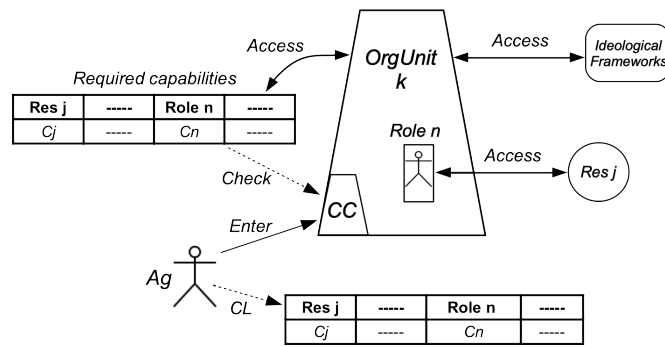 Access
OrgUnit
k
Access
Ideological
Frameworks
Required capabilities
Res j
-----
Role n
-----
Cj
-----
Cn
-----
Role n
Access
Res j
Check
CC
Enter
Ag
CL
Res j
-----
Role n
-----
Cj
-----
Cn
-----